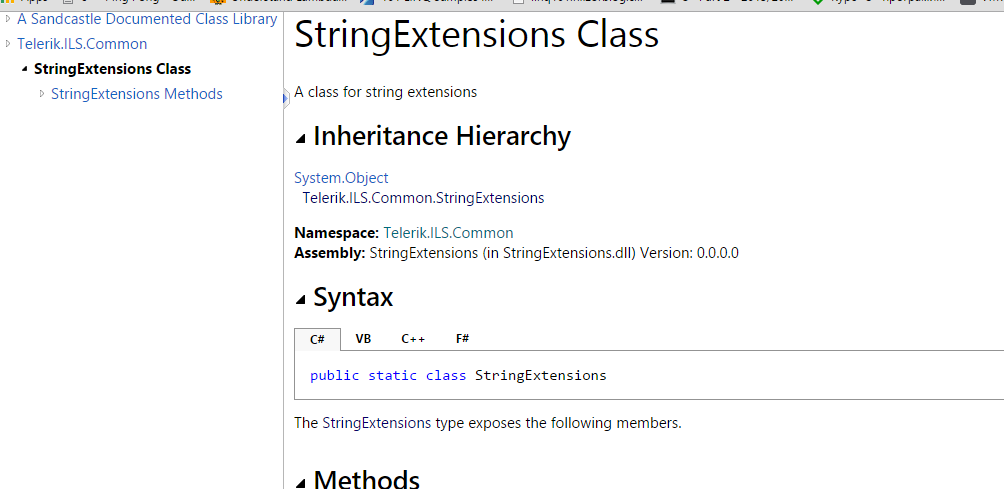 A Sandcastle Documented Class Library
Telerik.ILS.Common
StringExtensions Class
StringExtensions Methods
StringExtensions Class
A class for string extensions
Inheritance Hierarchy
System.Object
Telerik.ILS.Common.StringExtensions
Namespace: Telerik.ILS.Common
Assembly: StringExtensions (in StringExtensions.dll) Version: 0.0.0.0
Syntax
C# VB C++ F#
public static class StringExtensions
The StringExtensions type exposes the following members.
Methods